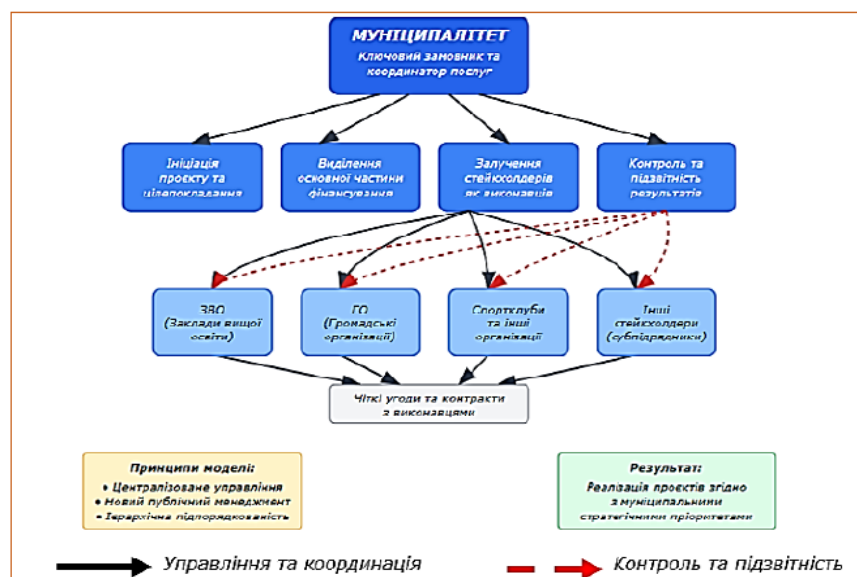 МУНІЦИПАЛІТЕТ
Ключовий замовник та
координатор послуг
Ініціація
проєкту та
цілепокладання
Виділення
основної частини
фінансування
Залучення
стейкхолдерів
як виконавців
Контроль та
підзвітність
результатів
ЗВО
(Заклади вищої
освіти)
ГО
(Громадські
організації)
Спортклуби
та інші
організації
Інші
стейкхолдери
(субпідрядники)
Чіткі угоди та контракти
з виконавцями
Принципи моделі:
• Централізоване управління
• Новий публічний менеджмент
• Ієрархічна підпорядкованість
Результат:
Реалізація проєктів згідно
з муніципальними
стратегічними пріоритетами
Управління та координація
Контроль та підзвітність